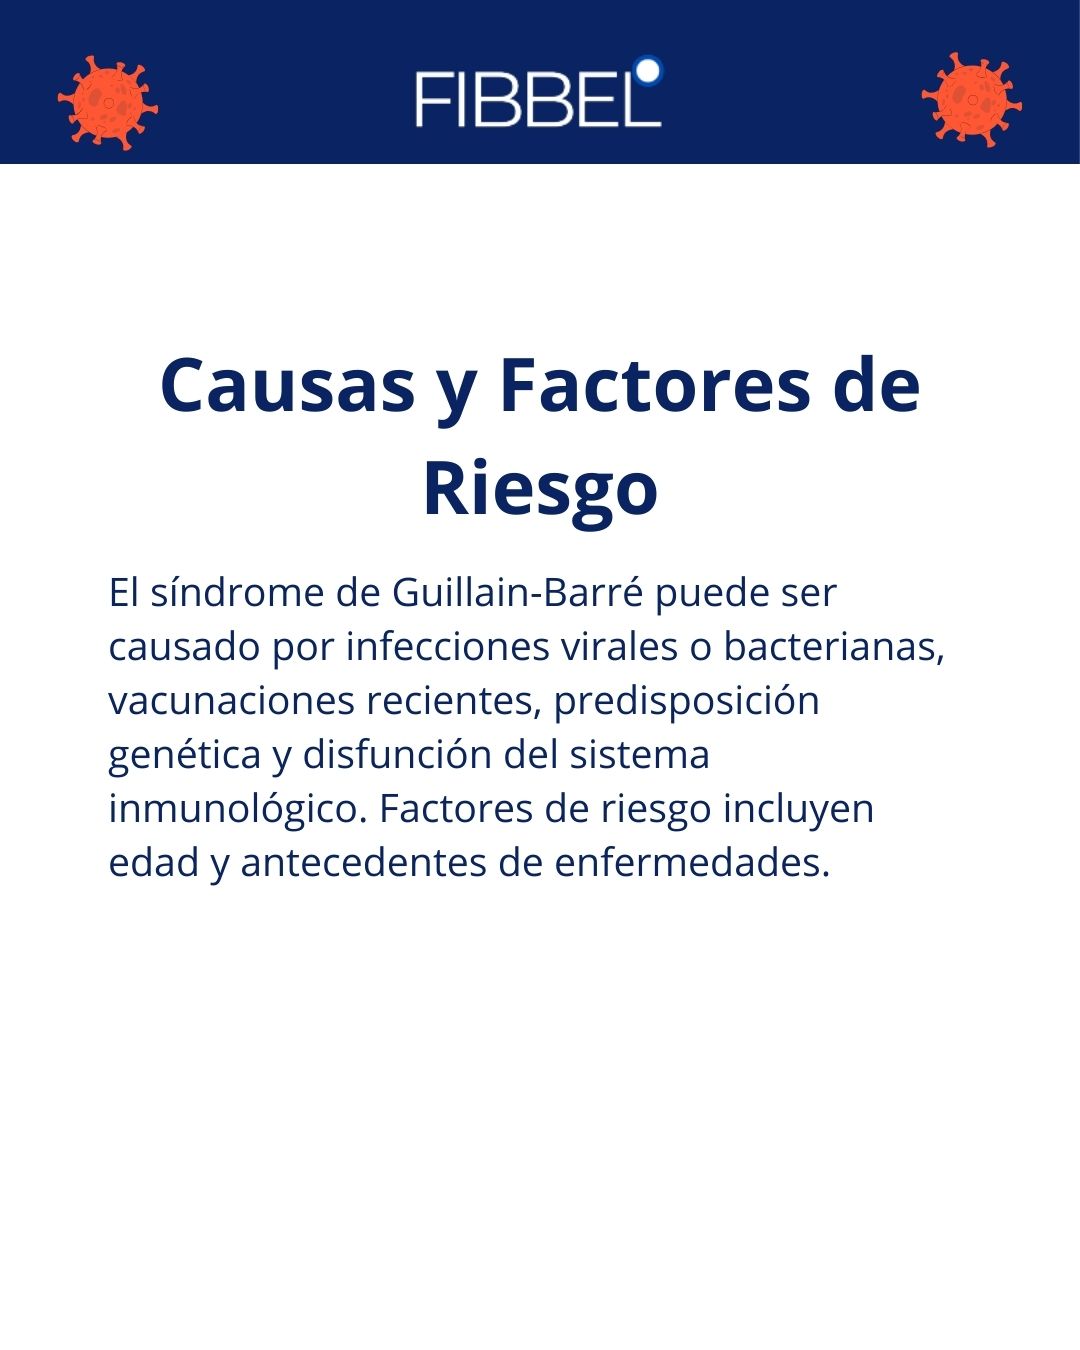 FIBBEL
Causas y Factores de
Riesgo
El síndrome de Guillain-Barré puede ser
causado por infecciones virales o bacterianas,
vacunaciones recientes, predisposición
genética y disfunción del sistema
inmunológico. Factores de riesgo incluyen
edad y antecedentes de enfermedades.